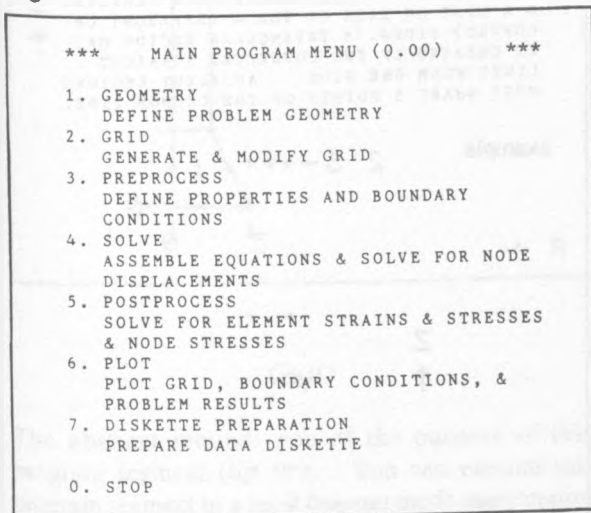 *** MAIN PROGRAM MENU (0.00) ***
1. GEOMETRY
DEFINE PROBLEM GEOMETRY
2. GRID
GENERATE & MODIFY GRID
3. PREPROCESS
DEFINE PROPERTIES AND BOUNDARY
CONDITIONS
4. SOLVE
ASSEMBLE EQUATIONS & SOLVE FOR NODE
DISPLACEMENTS
5. POSTPROCESS
SOLVE FOR ELEMENT STRAINS & STRESSES
& NODE STRESSES
6. PLOT
PLOT GRID, BOUNDARY CONDITIONS, &
PROBLEM RESULTS
7. DISKETTE PREPARATION
PREPARE DATA DISKETTE
0. STOP